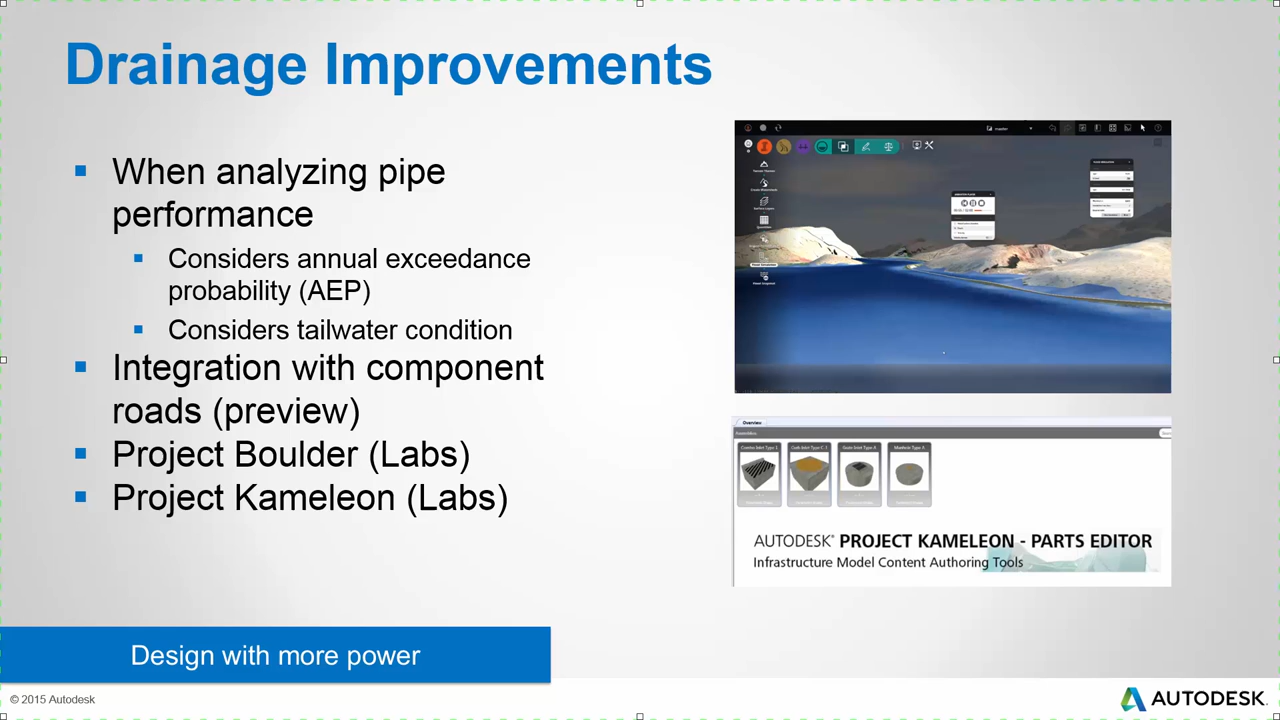 Drainage Improvements
When analyzing pipe
performance
Considers annual exceedance
probability (AEP)
Considers tailwater condition
Integration with component
roads (preview)
Project Boulder (Labs)
Project Kameleon (Labs)
master
Overview
AUTODESK® PROJECT KAMELEON - PARTS EDITOR
Infrastructure Model Content Authoring Tools
Design with more power
© 2015 Autodesk
AUTODESK.